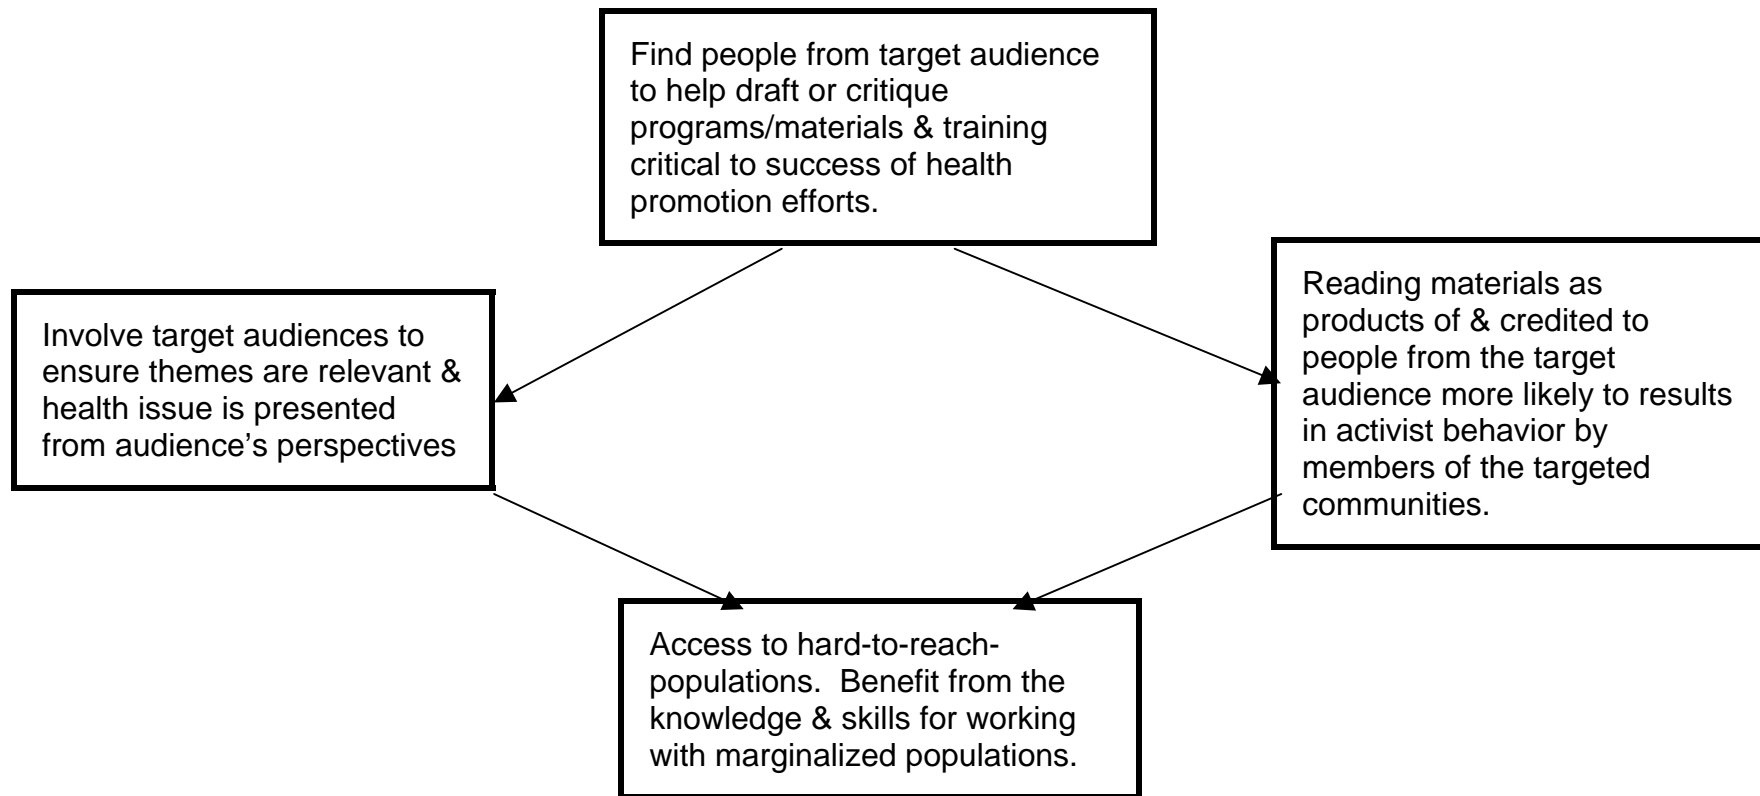 Find people from target audience
to help draft or critique
programs/materials & training
critical to success of health
promotion efforts.
Involve target audiences to
ensure themes are relevant &
health issue is presented
from audience’s perspectives
Reading materials as
products of & credited to
people from the target
audience more likely to results
in activist behavior by
members of the targeted
communities.
Access to hard-to-reach-
populations.  Benefit from the
knowledge & skills for working
with marginalized populations.